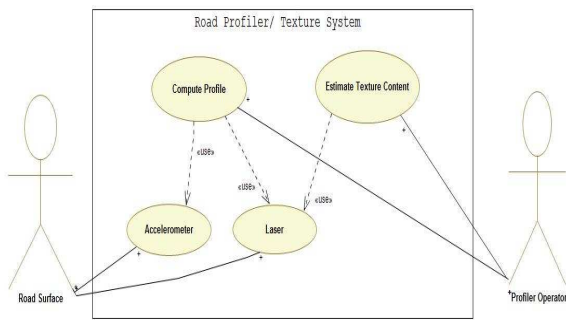 Road Profiler/ Texture System
Compute Profile
Estimate Texture Content
+
+
«use»
«use»
«use»
Accelerometer
Laser
+
+
*
*
Road Surface
Profiler Operator